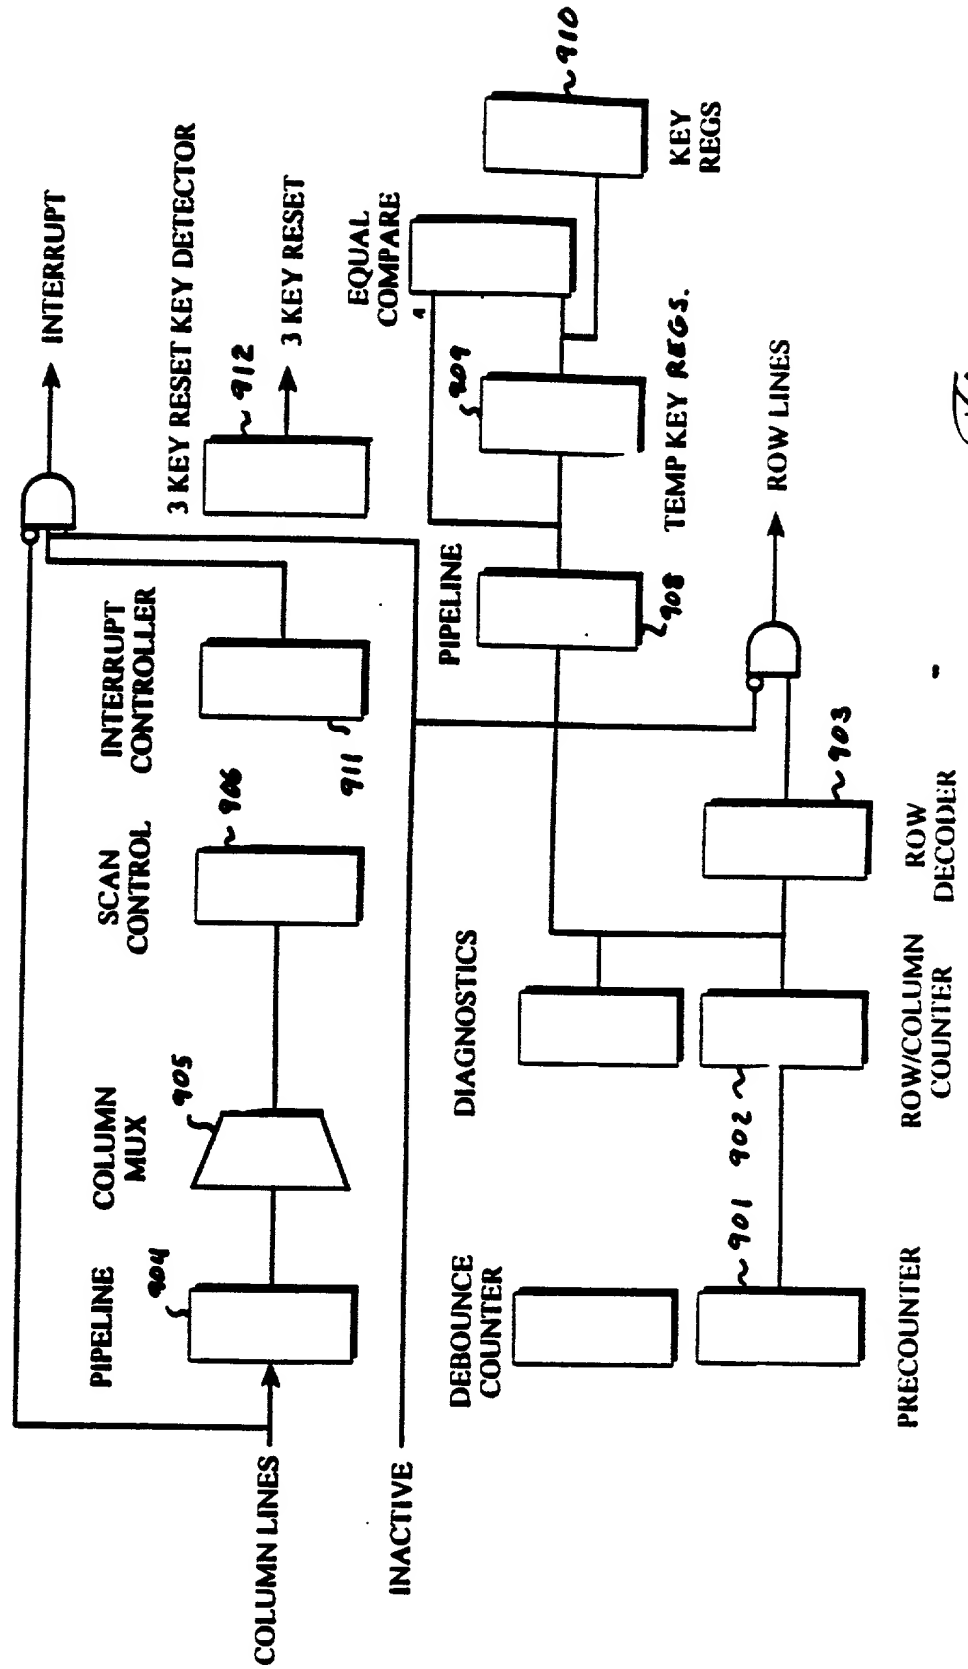 COLUMN LINES
PIPELINE
904
COLUMN
MUX
905
SCAN
CONTROL
906
INTERRUPT
CONTROLLER
911
INTERRUPT
3 KEY RESET KEY DETECTOR
912
3 KEY RESET
INACTIVE
DEBOUNCE
COUNTER
DIAGNOSTICS
PIPELINE
908
TEMP KEY REGS.
909
EQUAL
COMPARE
KEY
REGS
910
PRECOUNTER
901
ROW/COLUMN
COUNTER
902
ROW
DECODER
903
ROW LINES